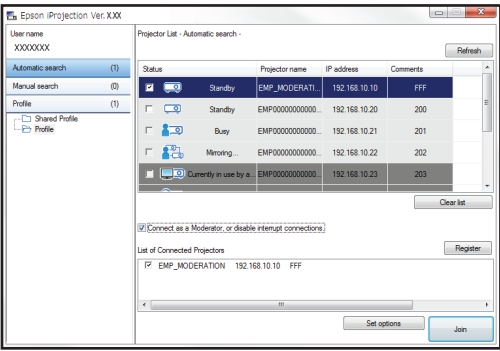 Epson iProjection Ver. X.XX
User name
XXXXXXX
Automatic search (1)
Manual search (0)
Profile (1)
Shared Profile
Profile
Projector List - Automatic search -
Refresh
Status Projector name IP address Comments
Standby EMP_MODERATI... 192.168.10.10 FFF
Standby EMP00000000000... 192.168.10.20 200
Busy EMP00000000000... 192.168.10.21 201
Mirroring... EMP00000000000... 192.168.10.22 202
Currently in use by a... EMP00000000000... 192.168.10.23 203
Clear list
Connect as a Moderator, or disable interrupt connections.
List of Connected Projectors
Register
EMP_MODERATION 192.168.10.10 FFF
Set options
Join